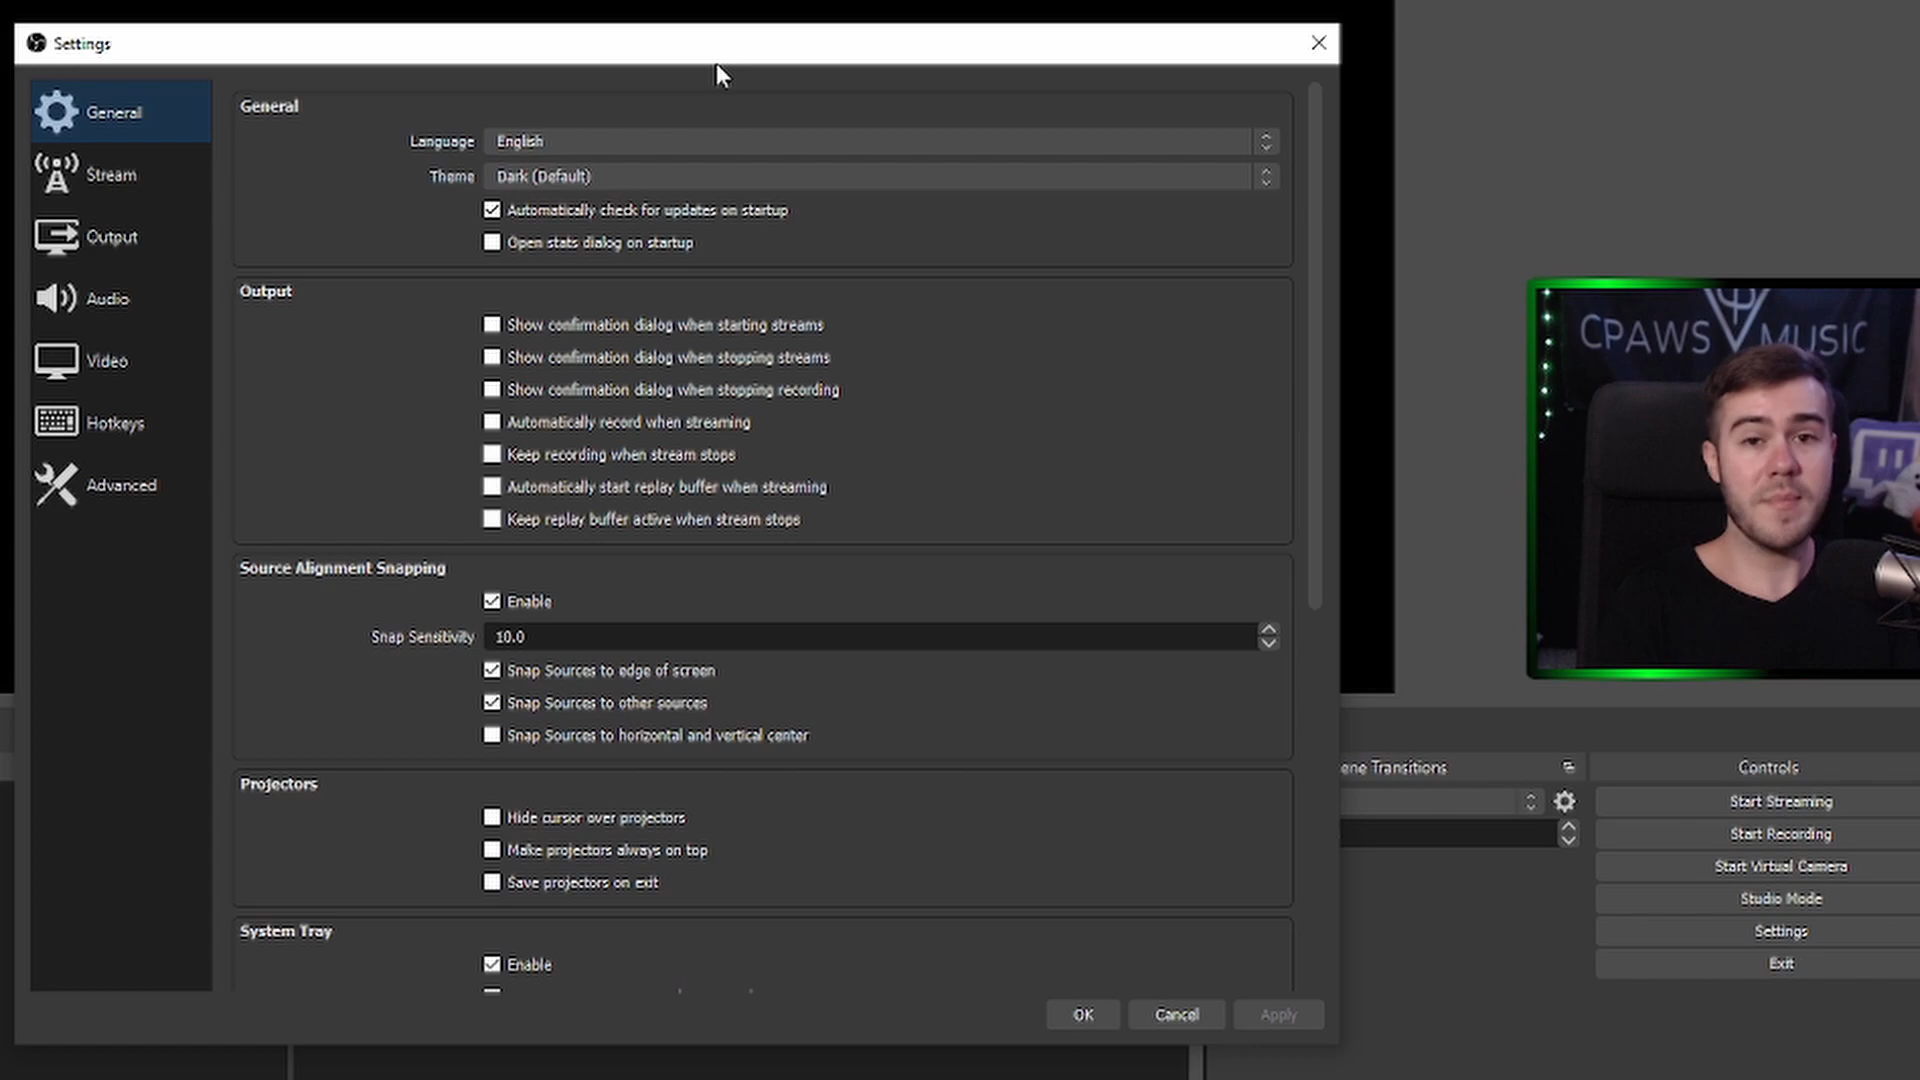 Settings
General
Stream
Output
Audio
Video
Hotkeys
Advanced
General
Language English
Theme Dark (Default)
Automatically check for updates on startup
Open stats dialog on startup
Output
Show confirmation dialog when starting streams
Show confirmation dialog when stopping streams
Show confirmation dialog when stopping recording
Automatically record when streaming
Keep recording when stream stops
Automatically start replay buffer when streaming
Keep replay buffer active when stream stops
Source Alignment Snapping
Enable
Snap Sensitivity 10.0
Snap Sources to edge of screen
Snap Sources to other sources
Snap Sources to horizontal and vertical center
Projectors
Hide cursor over projectors
Make projectors always on top
Save projectors on exit
System Tray
Enable
OK Cancel Apply
CPAWS MUSIC
ene Transitions
Controls
Start Streaming
Start Recording
Start Virtual Camera
Studio Mode
Settings
Exit